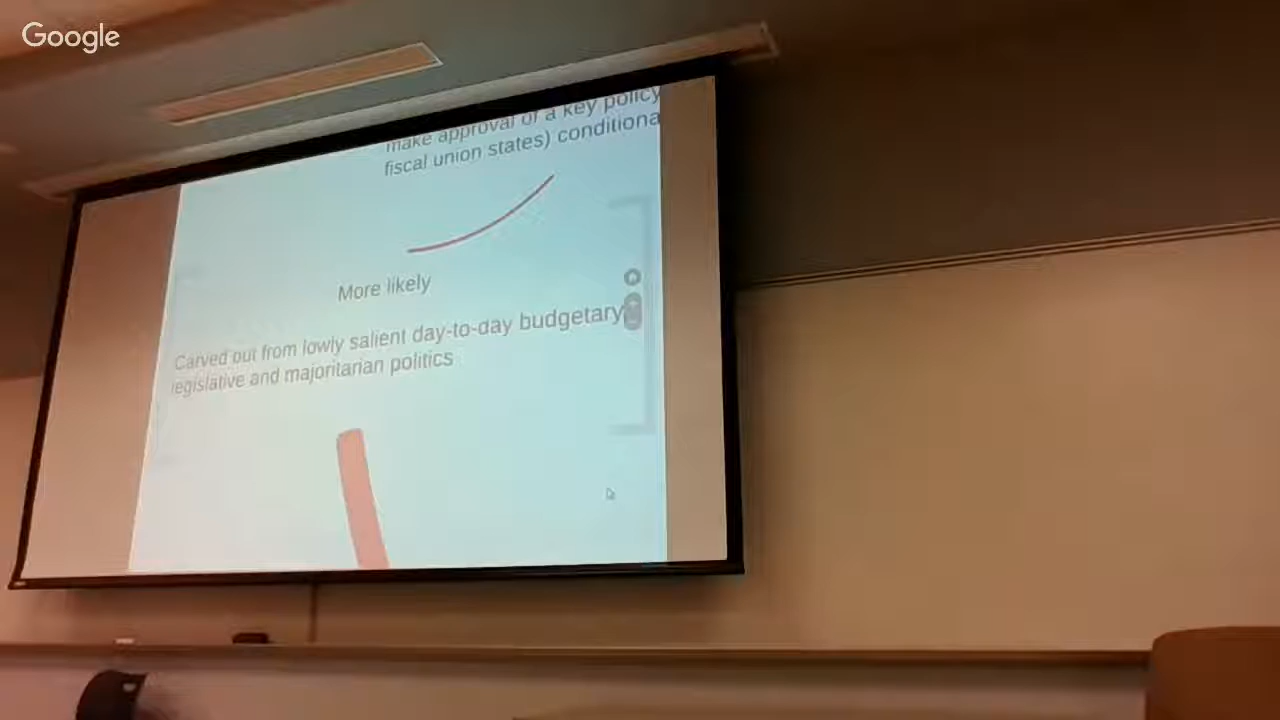 Google
make approval of a key policy
fiscal union states) conditiona
More likely
Carved out from lowly salient day-to-day budgetary,
legislative and majoritarian politics